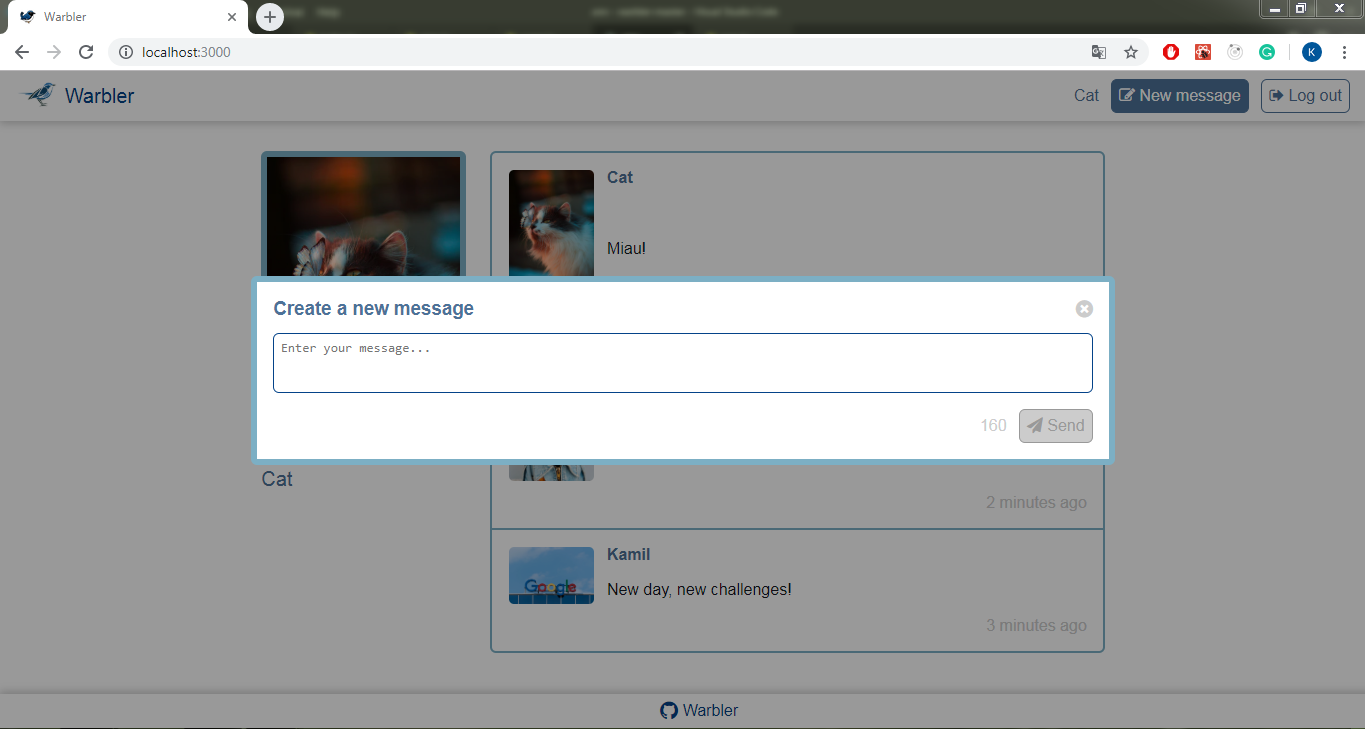 Warbler
localhost:3000
K
Warbler
Cat
New message
Log out
Cat
Miau!
Create a new message
Enter your message...
160
Send
Cat
2 minutes ago
Kamil
Google
New day, new challenges!
3 minutes ago
Warbler